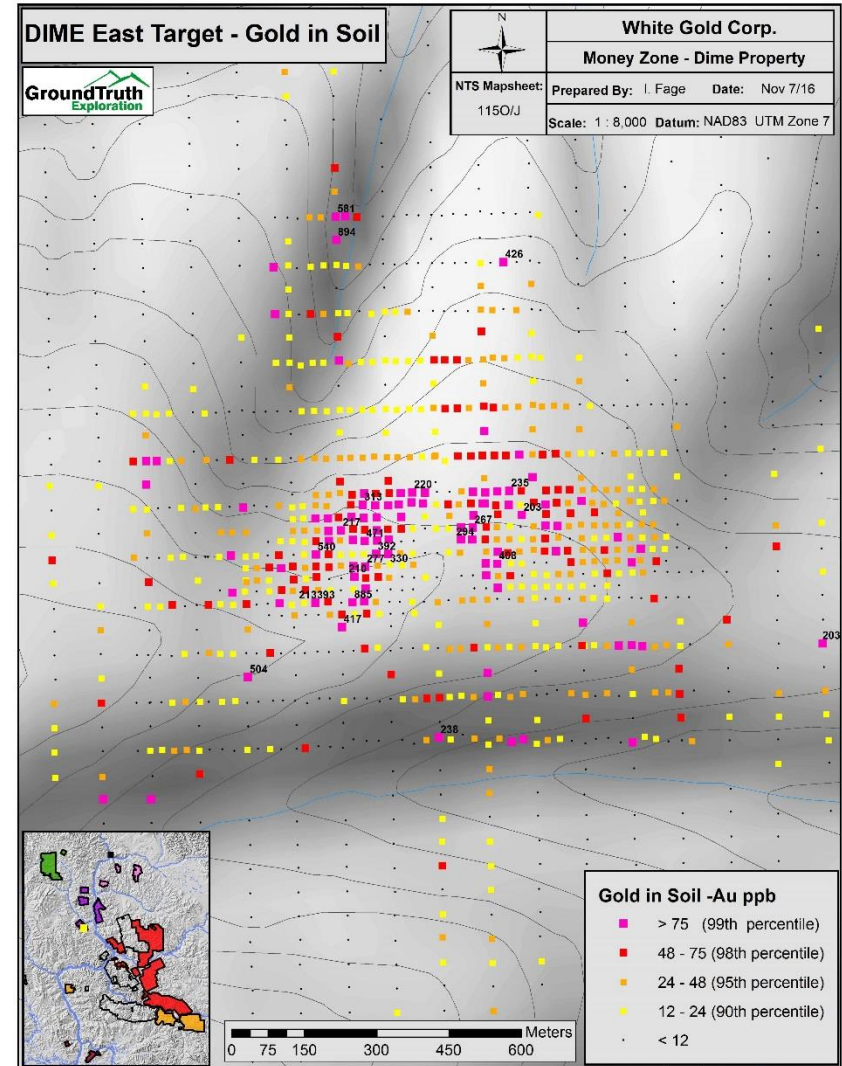 DIME East Target - Gold in Soil
GroundTruth
Exploration
N
White Gold Corp.
Money Zone - Dime Property
NTS Mapsheet:
115O/J
Prepared By: I. Fage Date: Nov 7/16
Scale: 1 : 8,000 Datum: NAD83 UTM Zone 7
581
894
426
220
235
313
203
217
267
471
294
540
392
277 330
408
210
213393
885
417
203
504
238
Gold in Soil -Au ppb
> 75 (99th percentile)
48 - 75 (98th percentile)
24 - 48 (95th percentile)
12 - 24 (90th percentile)
< 12
Meters
0 75 150 300 450 600